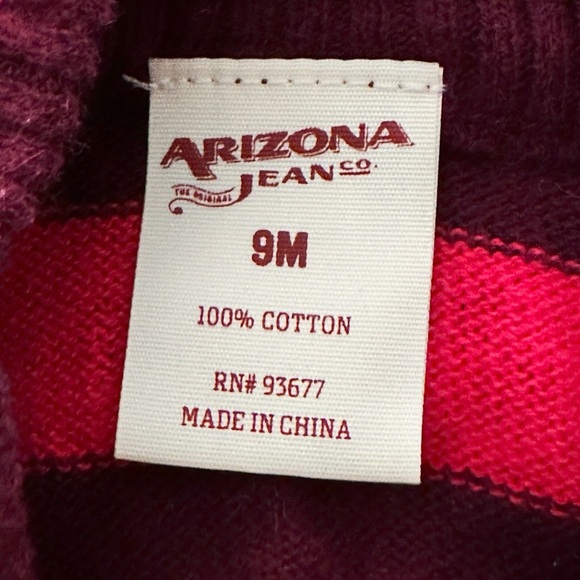 ARIZONA
JEAN CO.
THE ORIGINAL
9M
100% COTTON
RN# 93677
MADE IN CHINA